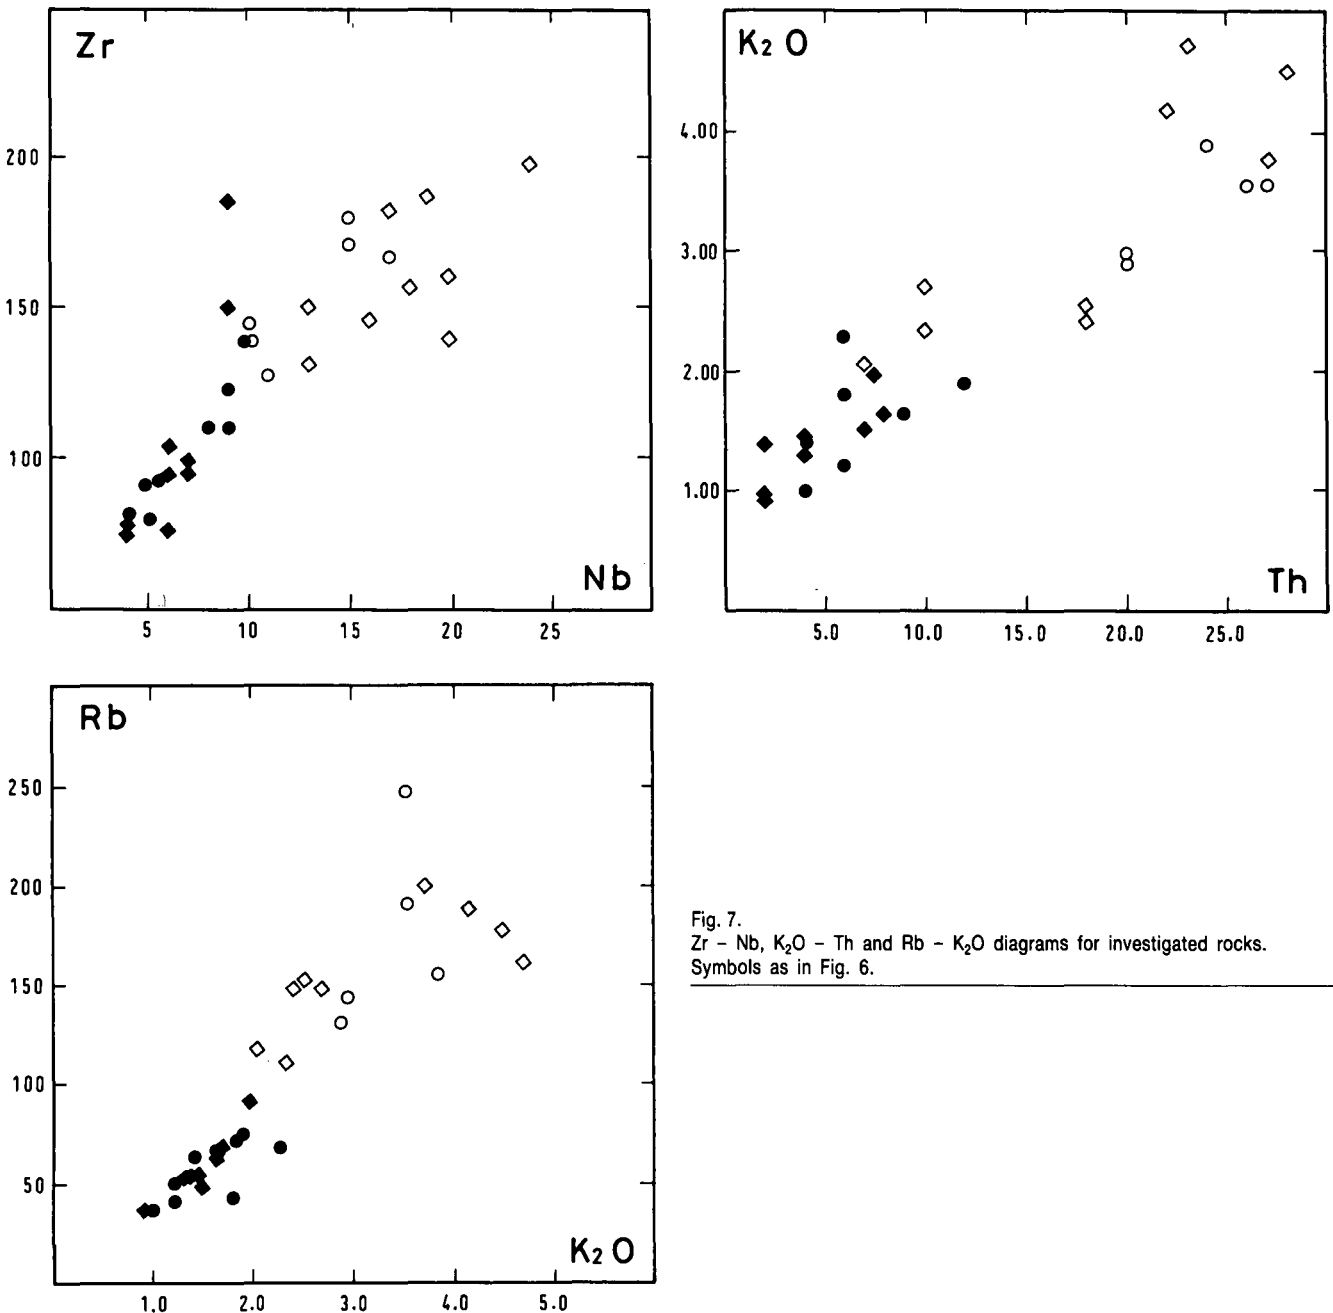 Zr
200
150
100
Nb
5 10 15 20 25
K₂O
4.00
3.00
2.00
1.00
Th
5.0 10.0 15.0 20.0 25.0
Rb
250
200
150
100
50
K₂O
1.0 2.0 3.0 4.0 5.0
Fig. 7.
Zr – Nb, K₂O – Th and Rb – K₂O diagrams for investigated rocks.
Symbols as in Fig. 6.